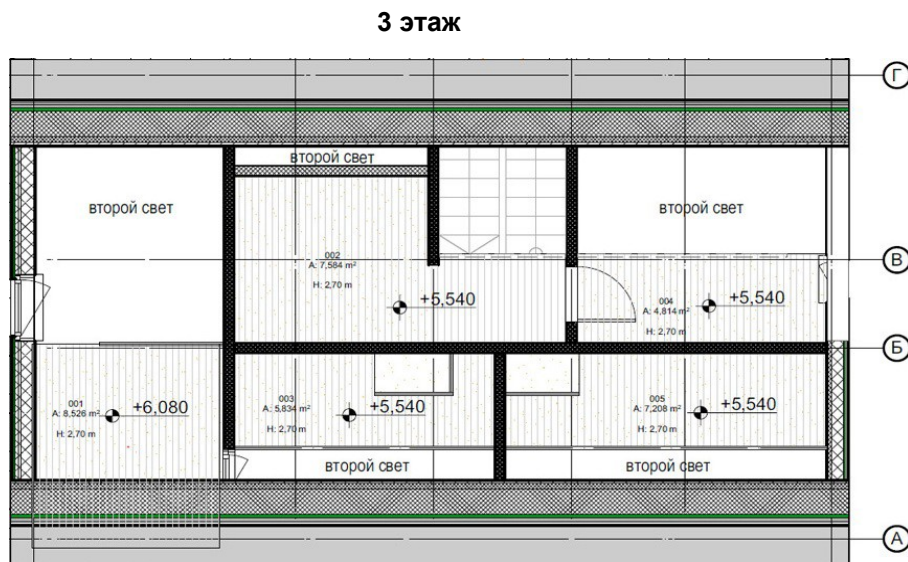 3 этаж
Г
второй свет
второй свет
второй свет
002
A: 7,584 m²
H: 2,70 m
+5,540
В
004
A: 4,814 m²
H: 2,70 m
+5,540
Б
001
A: 8,526 m²
H: 2,70 m
+6,080
003
A: 5,834 m²
H: 2,70 m
+5,540
005
A: 7,208 m²
H: 2,70 m
+5,540
второй свет
второй свет
А